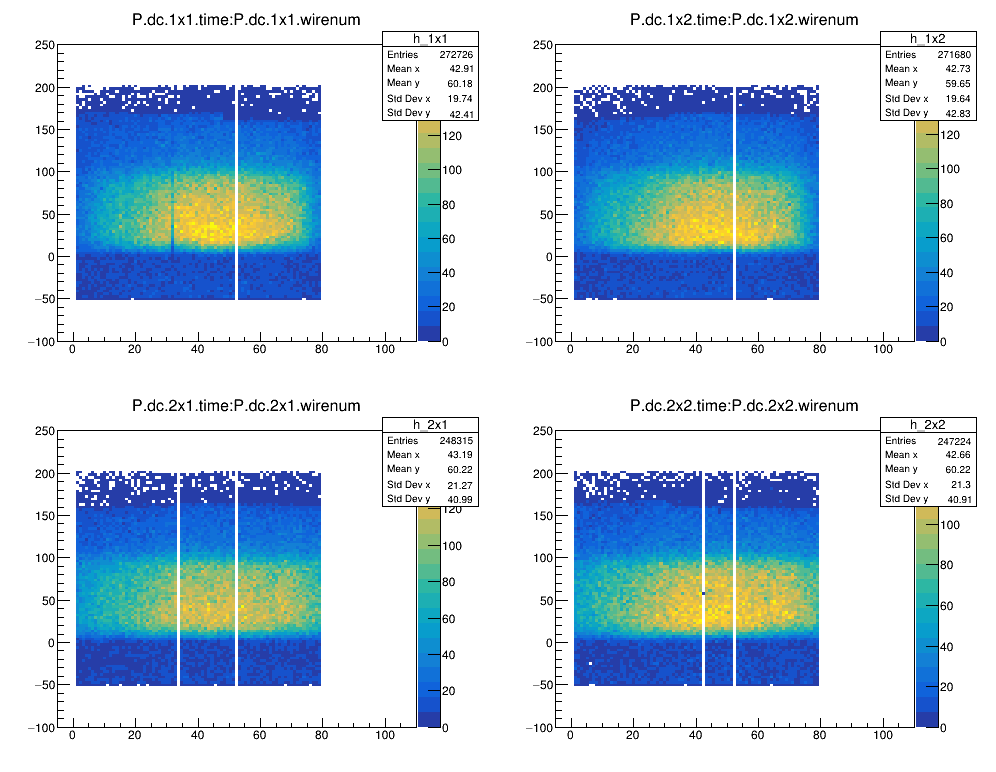 P.dc.1x1.time:P.dc.1x1.wirenum
h_1x1
Entries 272726
Mean x 42.91
Mean y 60.18
Std Dev x 19.74
Std Dev y 42.41
250
200
150
100
50
0
−50
−100
0 20 40 60 80 100
120
100
80
60
40
20
0
P.dc.1x2.time:P.dc.1x2.wirenum
h_1x2
Entries 271680
Mean x 42.73
Mean y 59.65
Std Dev x 19.64
Std Dev y 42.83
250
200
150
100
50
0
−50
−100
0 20 40 60 80 100
120
100
80
60
40
20
0
P.dc.2x1.time:P.dc.2x1.wirenum
h_2x1
Entries 248315
Mean x 43.19
Mean y 60.22
Std Dev x 21.27
Std Dev y 40.99
250
200
150
100
50
0
−50
−100
0 20 40 60 80 100
120
100
80
60
40
20
0
P.dc.2x2.time:P.dc.2x2.wirenum
h_2x2
Entries 247224
Mean x 42.66
Mean y 60.22
Std Dev x 21.3
Std Dev y 40.91
250
200
150
100
50
0
−50
−100
0 20 40 60 80 100
100
80
60
40
20
0